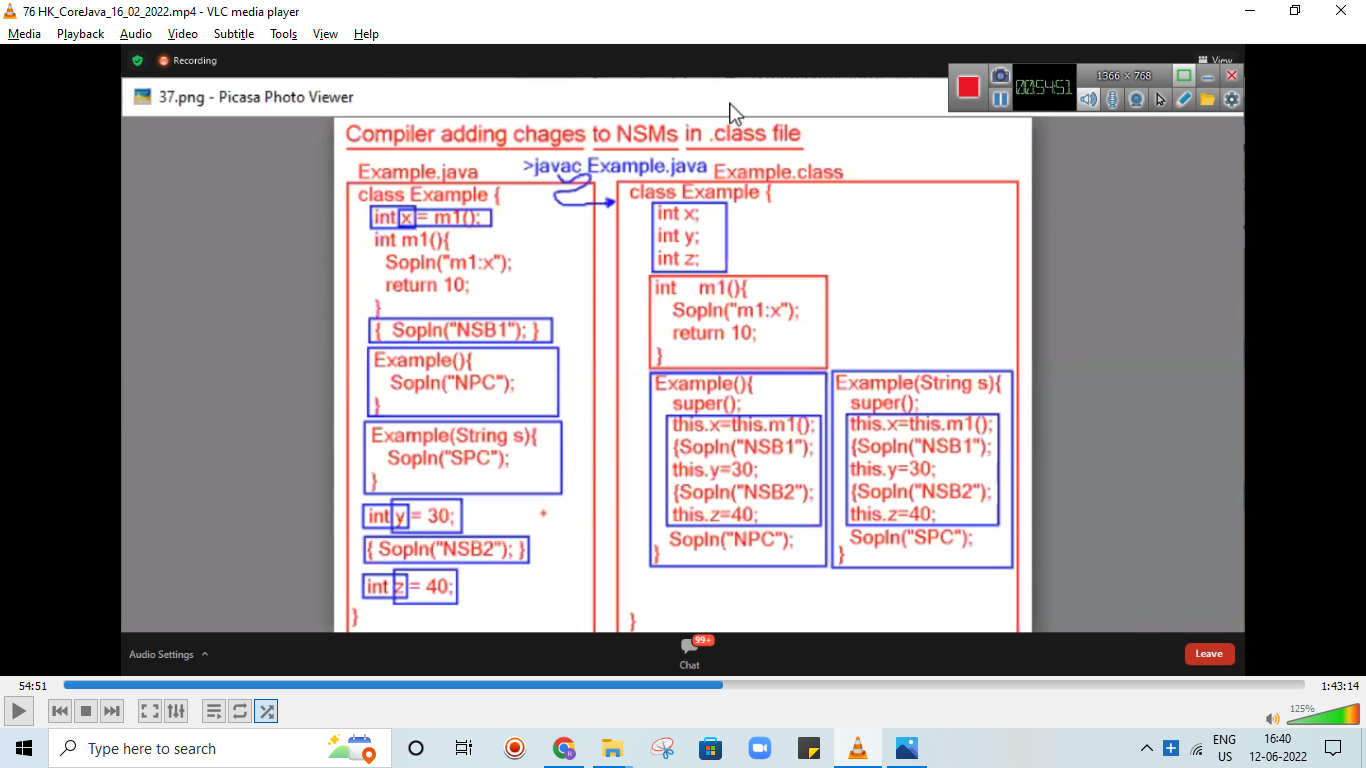 76 HK_CoreJava_16_02_2022.mp4 - VLC media player
Media Playback Audio Video Subtitle Tools View Help
Recording
View
1366 × 768
00:54:51
37.png - Picasa Photo Viewer
Compiler adding chages to NSMs in .class file
>javac Example.java
Example.java
class Example {
int x = m1();
int m1(){
Sopln("m1:x");
return 10;
}
{ Sopln("NSB1"); }
Example(){
Sopln("NPC");
}
Example(String s){
Sopln("SPC");
}
int y = 30;
{ Sopln("NSB2"); }
int z = 40;
}
Example.class
class Example {
int x;
int y;
int z;
int m1(){
Sopln("m1:x");
return 10;
}
Example(){
super();
this.x=this.m1();
{Sopln("NSB1");
this.y=30;
{Sopln("NSB2");
this.z=40;
Sopln("NPC");
}
Example(String s){
super();
this.x=this.m1();
{Sopln("NSB1");
this.y=30;
{Sopln("NSB2");
this.z=40;
Sopln("SPC");
}
}
Audio Settings
99+
Chat
Leave
54:51
1:43:14
125%
Type here to search
ENG
US
16:40
12-06-2022